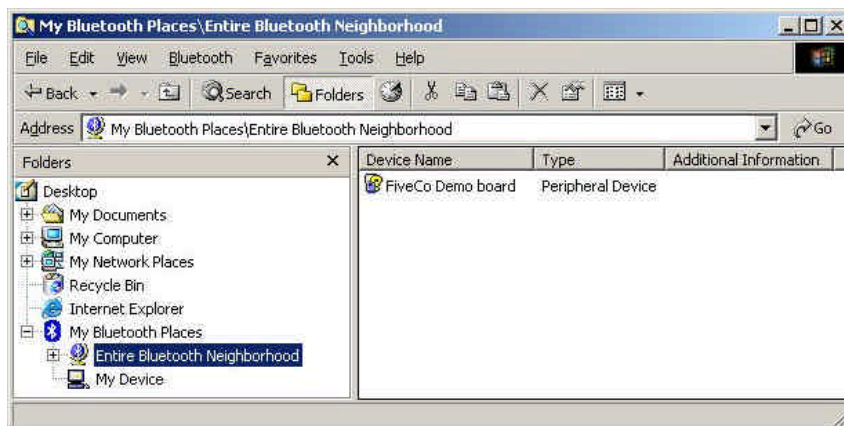 My Bluetooth Places\Entire Bluetooth Neighborhood
File Edit View Bluetooth Favorites Tools Help
Back Search Folders
Address My Bluetooth Places\Entire Bluetooth Neighborhood Go
Folders Device Name Type Additional Information
Desktop FiveCo Demo board Peripheral Device
My Documents
My Computer
My Network Places
Recycle Bin
Internet Explorer
My Bluetooth Places
Entire Bluetooth Neighborhood
My Device